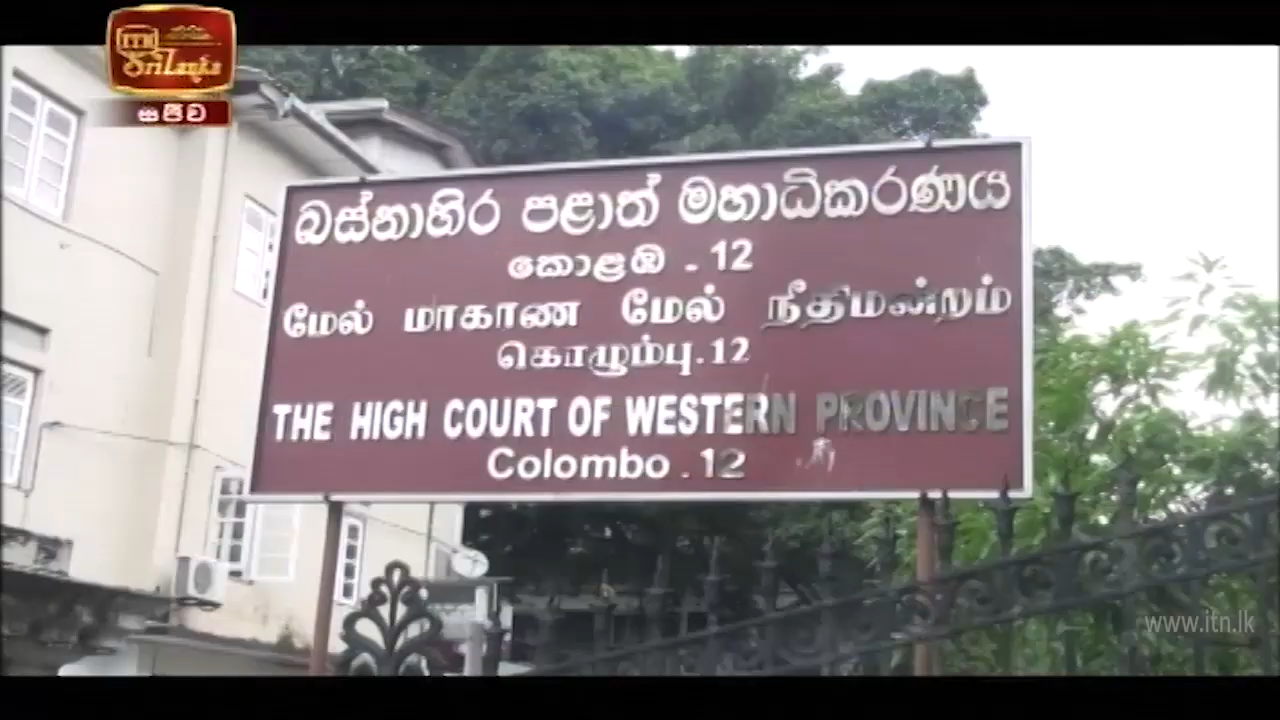 SriLanka
සජීව
බස්නාහිර පළාත් මහාධිකරණය
කොළඹ - 12
மேல் மாகாண மேல் நீதிமன்றம்
கொழும்பு.12
THE HIGH COURT OF WESTERN PROVINCE
Colombo . 12
www.itn.lk